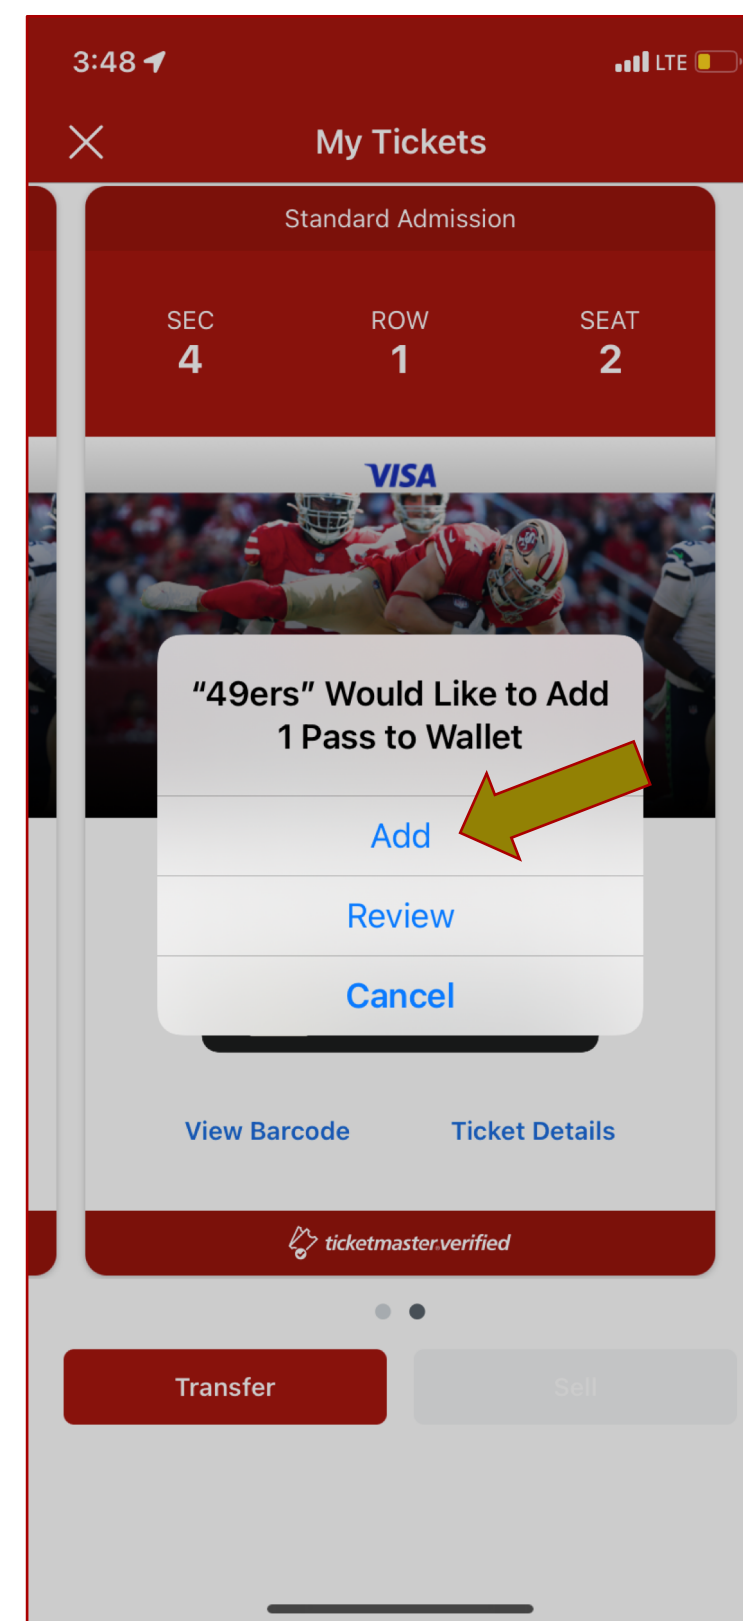 3:48
LTE
My Tickets
Standard Admission
SEC ROW SEAT
4 1 2
VISA
"49ers" Would Like to Add
1 Pass to Wallet
Add
Review
Cancel
View Barcode Ticket Details
ticketmaster.verified
Transfer Sell